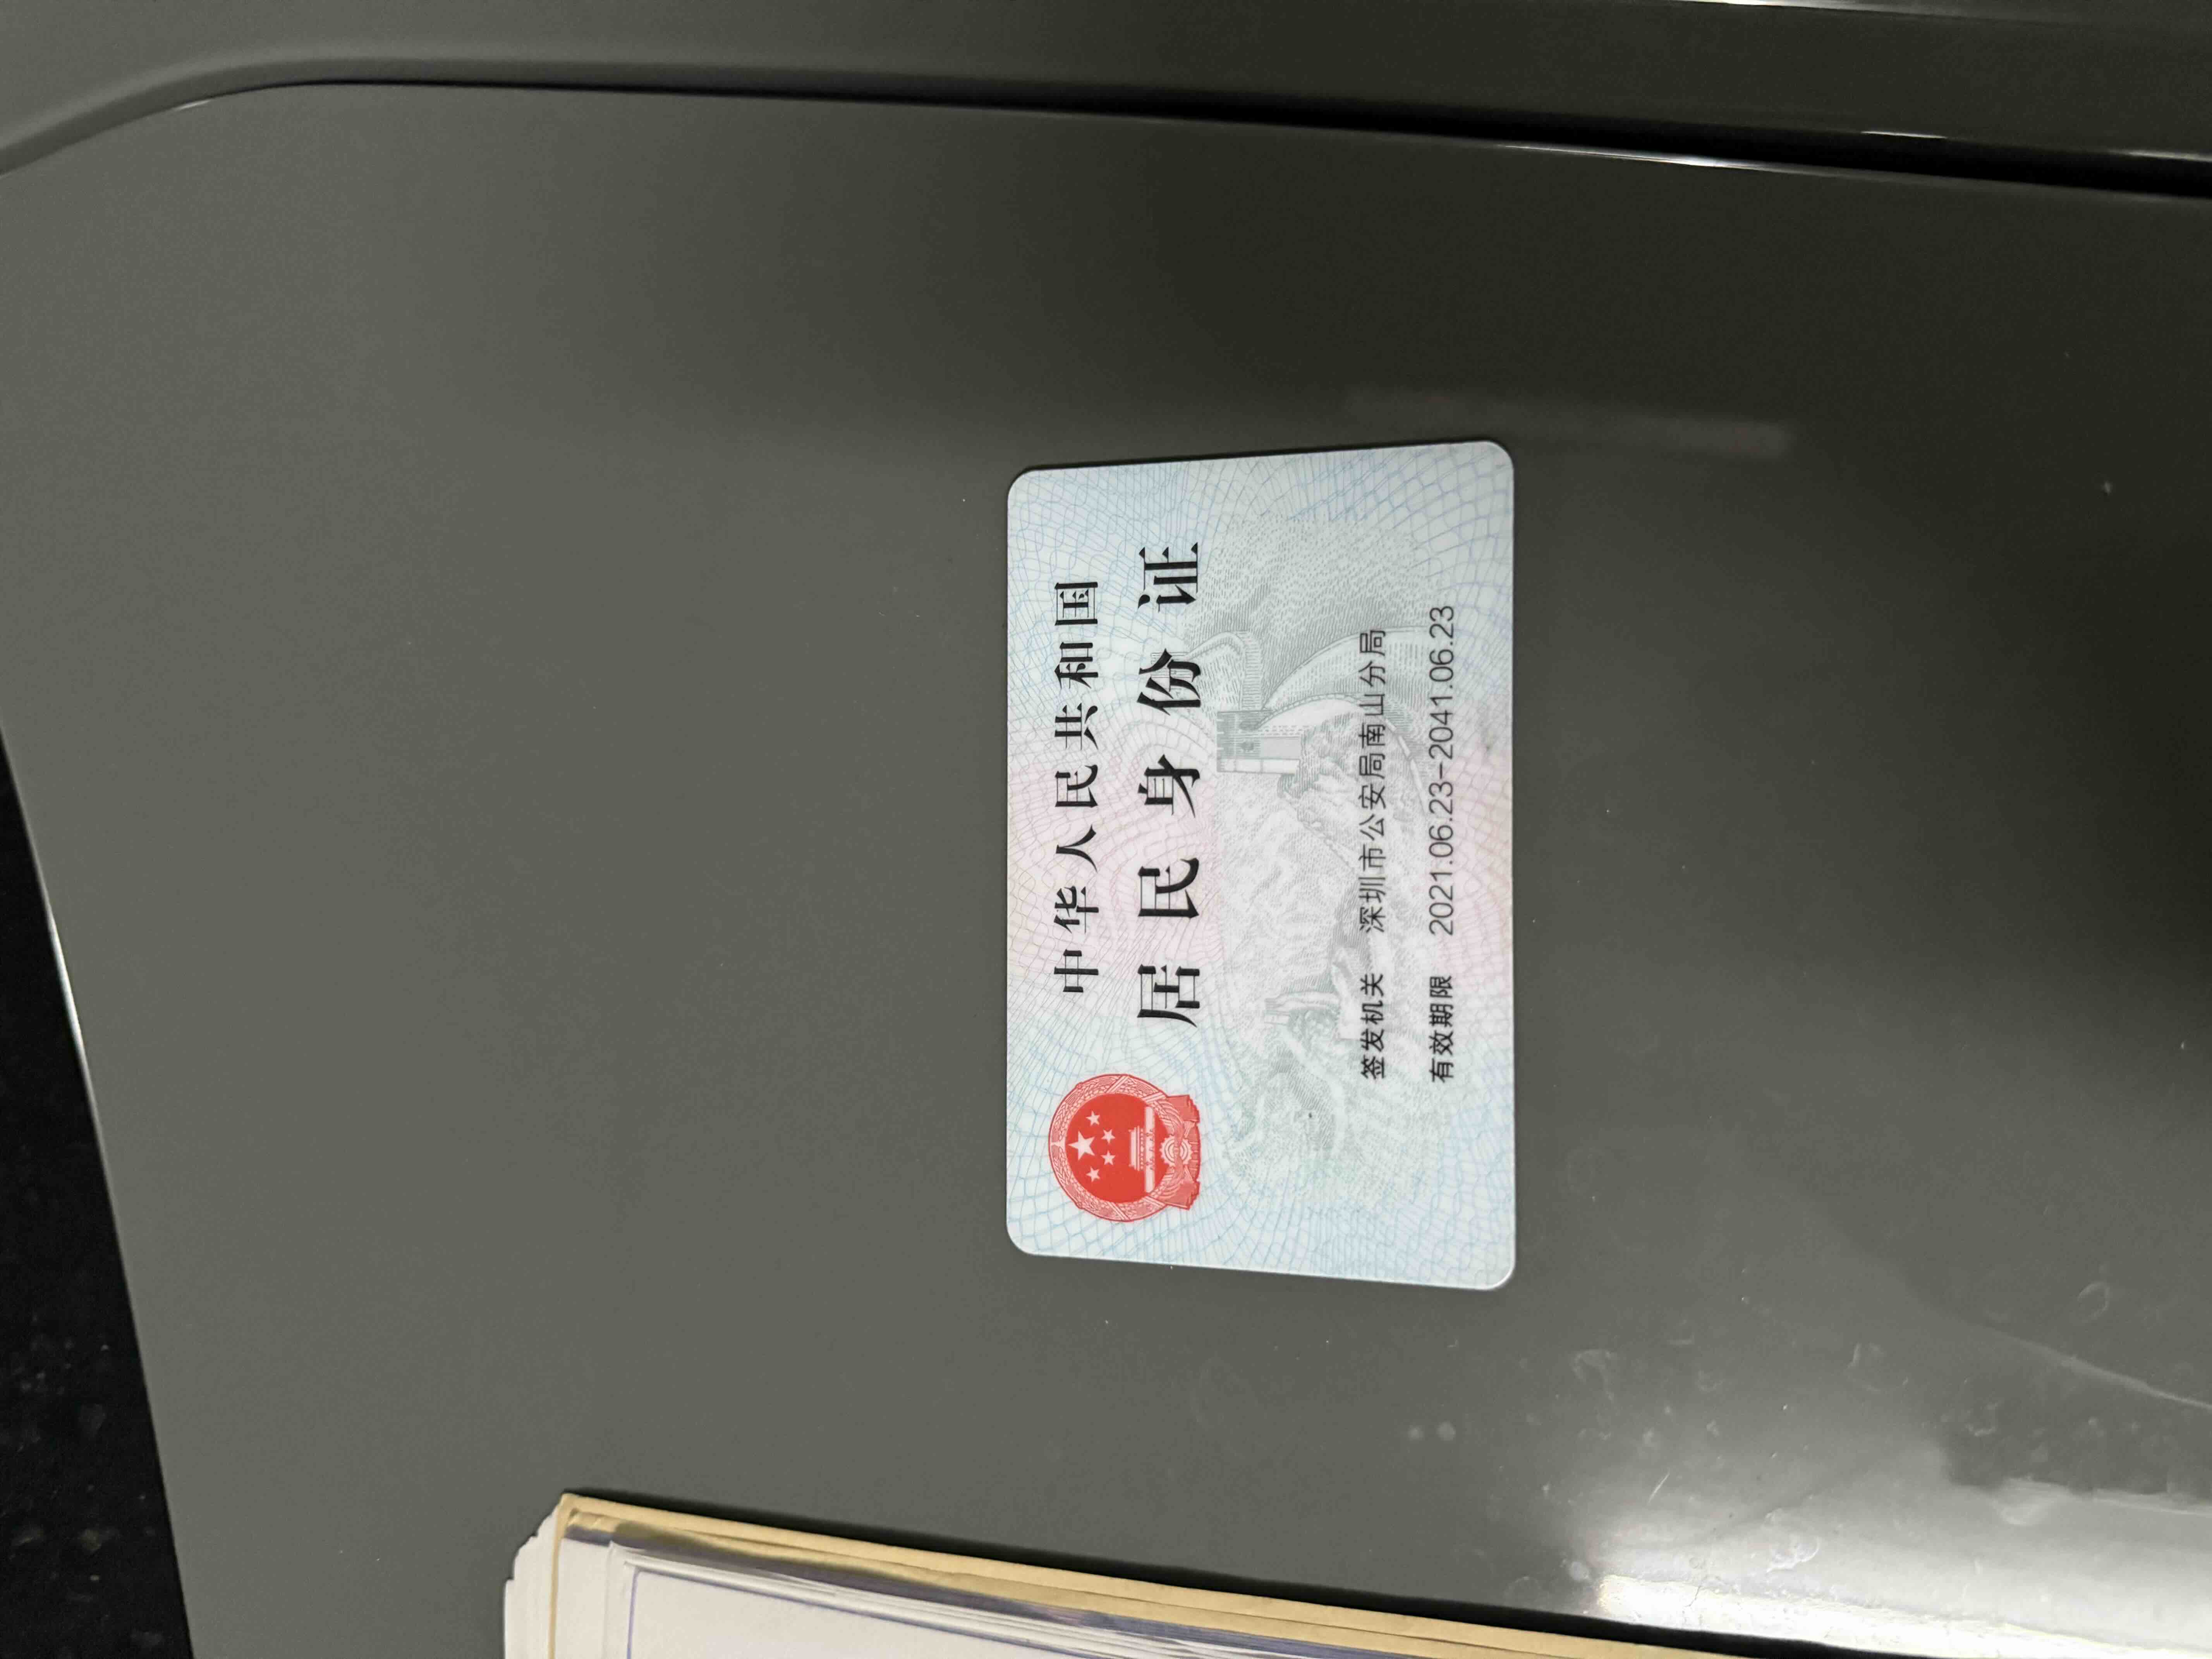 中华人民共和国
居民身份证
签发机关 深圳市公安局南山分局
有效期限 2021.06.23-2041.06.23